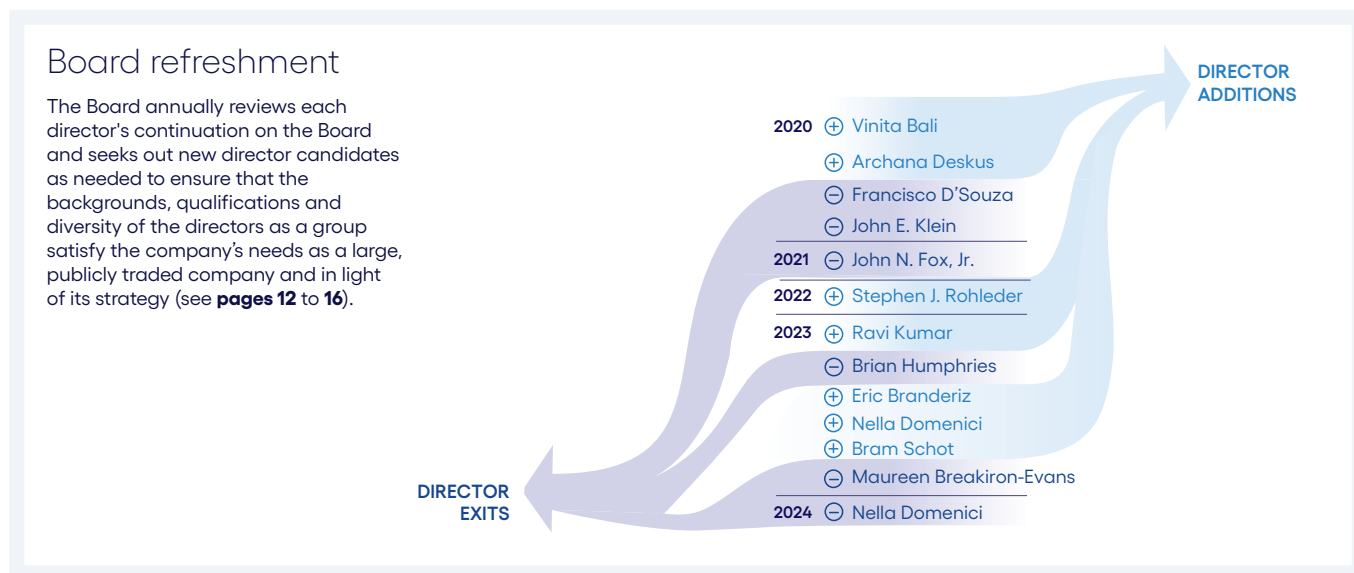 Board refreshment
The Board annually reviews each
director's continuation on the Board
and seeks out new director candidates
as needed to ensure that the
backgrounds, qualifications and
diversity of the directors as a group
satisfy the company’s needs as a large,
publicly traded company and in light
of its strategy (see pages 12 to 16).
DIRECTOR
ADDITIONS
2020 + Vinita Bali
+ Archana Deskus
− Francisco D’Souza
− John E. Klein
2021 − John N. Fox, Jr.
2022 + Stephen J. Rohleder
2023 + Ravi Kumar
− Brian Humphries
+ Eric Branderiz
+ Nella Domenici
+ Bram Schot
− Maureen Breakiron-Evans
2024 − Nella Domenici
DIRECTOR
EXITS